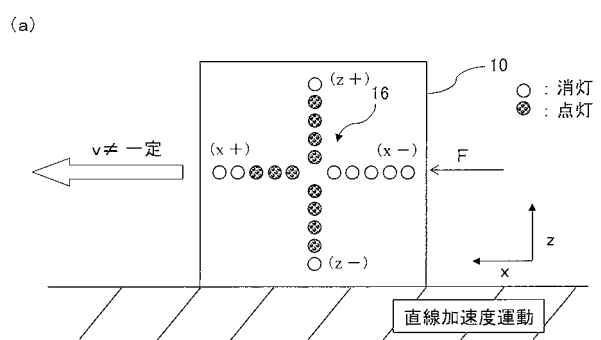 (a)
10
○ : 消灯
: 点灯
(z+)
16
v≠ 一定
(x+)
(x-)
F
(z-)
z
x
直線加速度運動